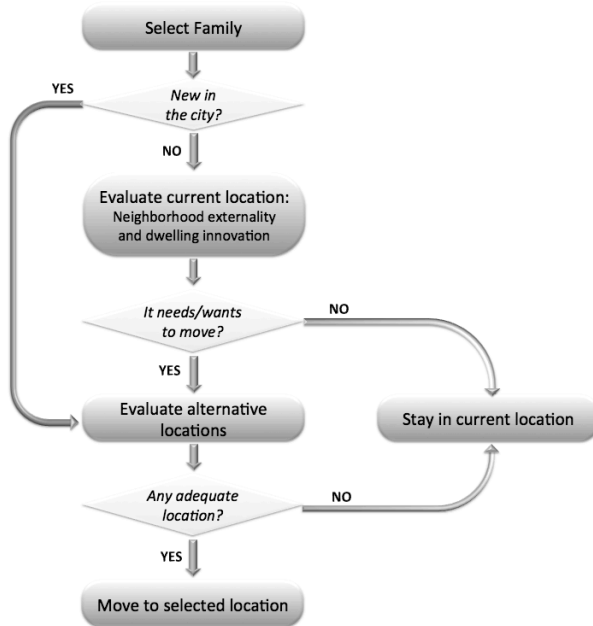 Select Family
YES
New in
the city?
NO
Evaluate current location:
Neighborhood externality
and dwelling innovation
It needs/wants
to move?
NO
YES
Evaluate alternative
locations
Stay in current location
Any adequate
location?
NO
YES
Move to selected location